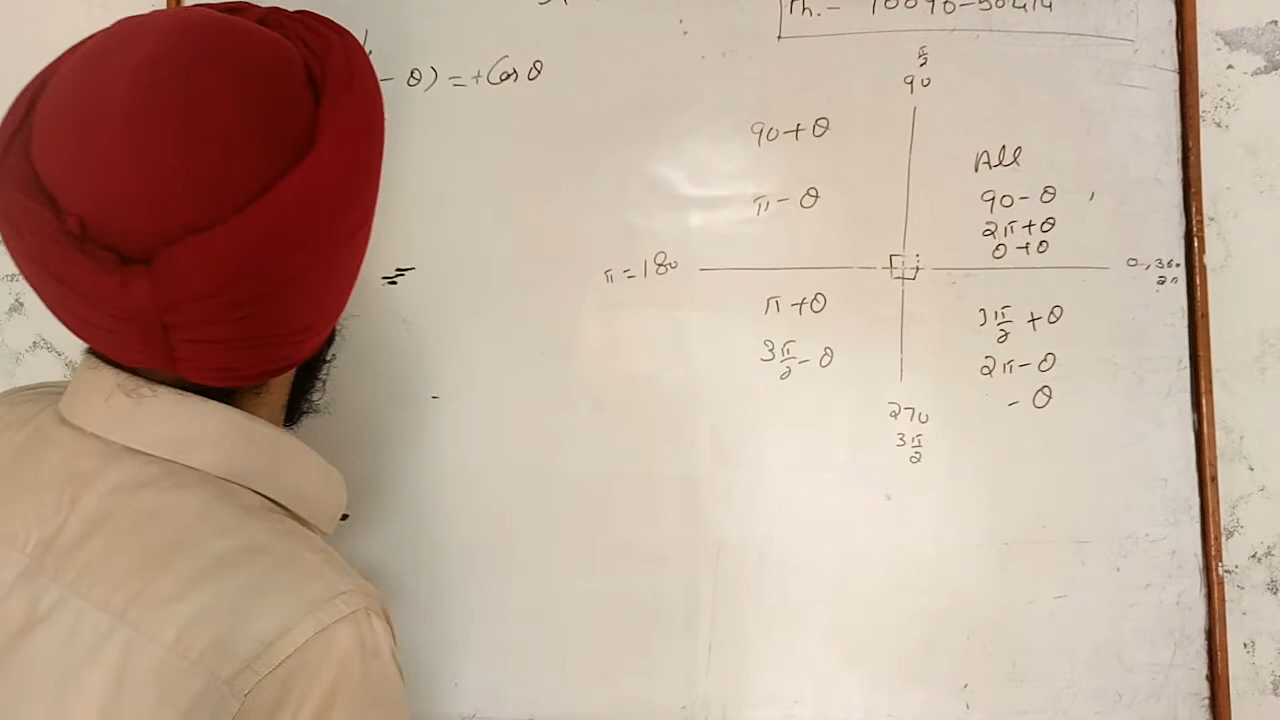 Ph.- 70090-50414
- θ) = + Cos θ
π/2
90
90+θ
All
π-θ
90-θ
2π+θ
0+θ
π=180
0, 360
2π
π+θ
3π/2 + θ
3π/2 - θ
2π-θ
-θ
270
3π/2